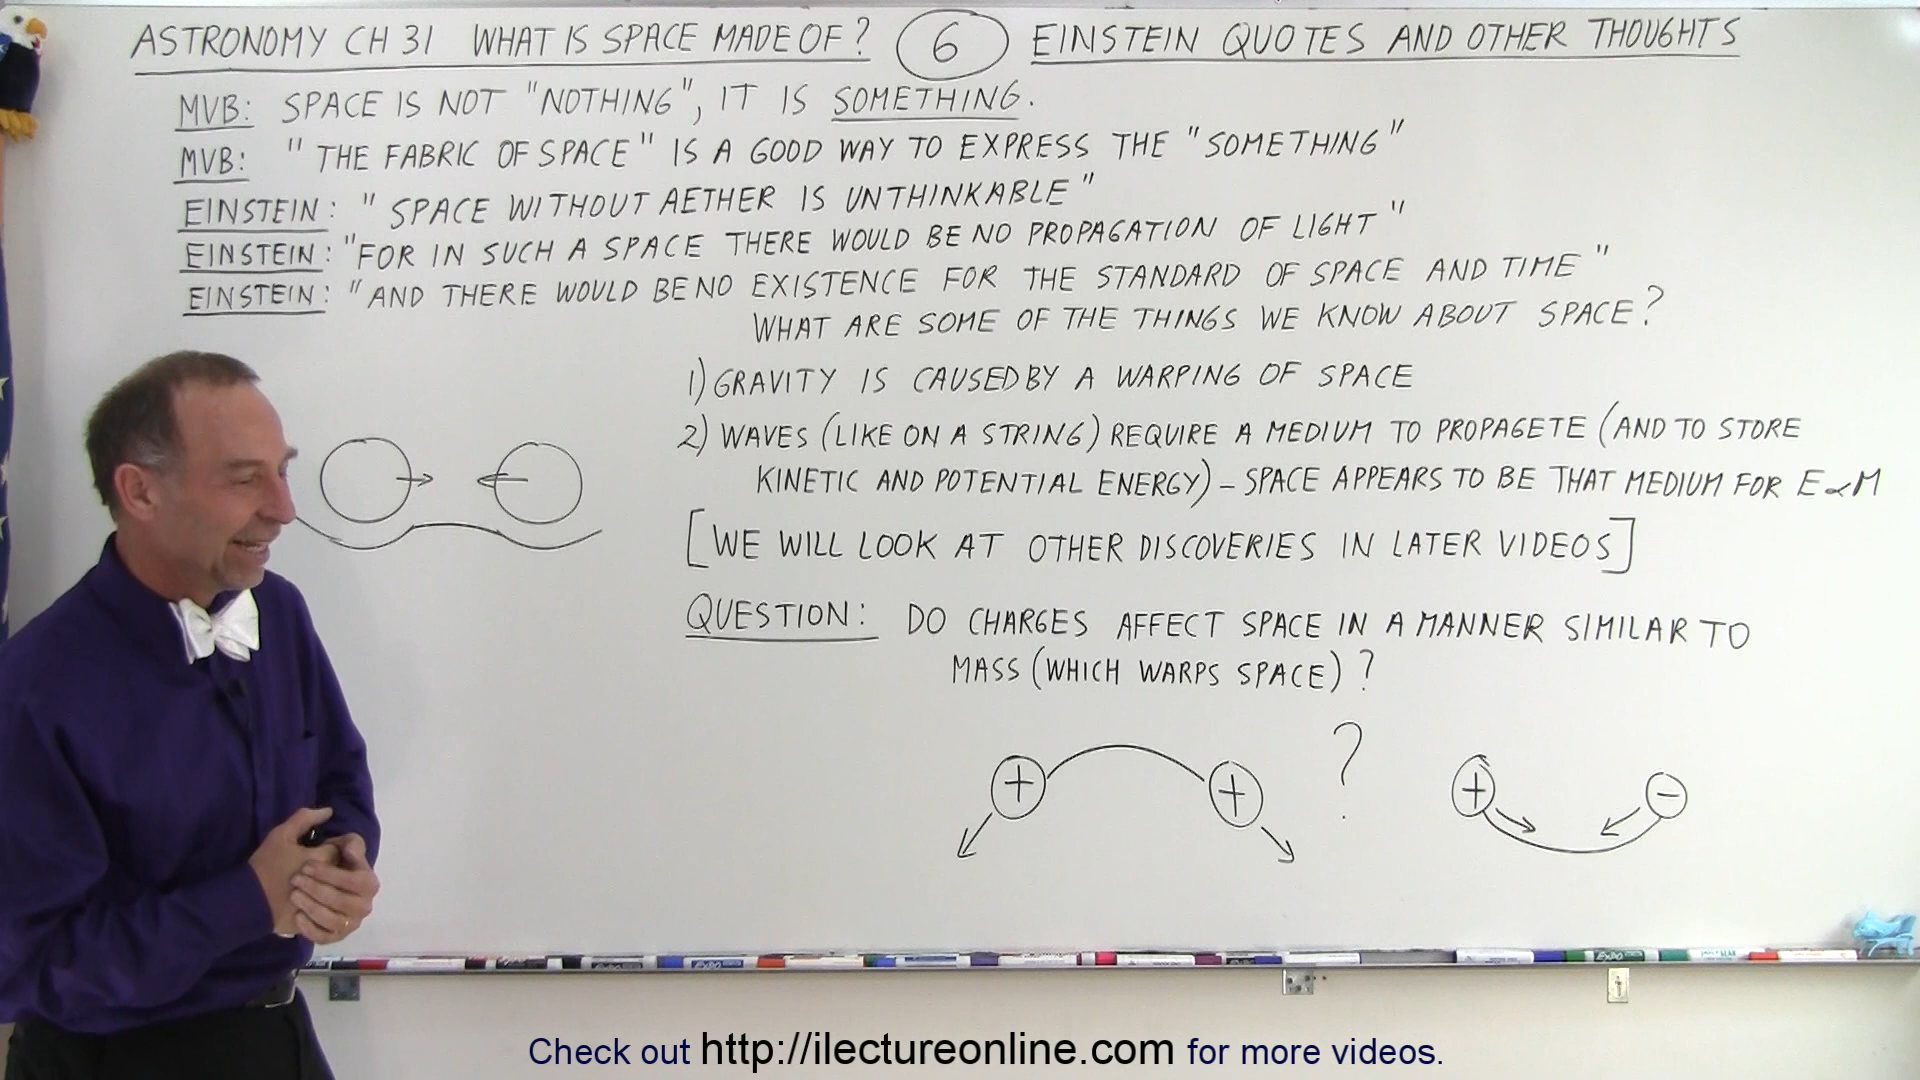 ASTRONOMY CH 31 WHAT IS SPACE MADE OF? 6 EINSTEIN QUOTES AND OTHER THOUGHTS
MVB: SPACE IS NOT "NOTHING", IT IS SOMETHING.
MVB: "THE FABRIC OF SPACE" IS A GOOD WAY TO EXPRESS THE "SOMETHING"
EINSTEIN: "SPACE WITHOUT AETHER IS UNTHINKABLE"
EINSTEIN: "FOR IN SUCH A SPACE THERE WOULD BE NO PROPAGATION OF LIGHT"
EINSTEIN: "AND THERE WOULD BE NO EXISTENCE FOR THE STANDARD OF SPACE AND TIME"
WHAT ARE SOME OF THE THINGS WE KNOW ABOUT SPACE?
1) GRAVITY IS CAUSED BY A WARPING OF SPACE
2) WAVES (LIKE ON A STRING) REQUIRE A MEDIUM TO PROPAGETE (AND TO STORE
KINETIC AND POTENTIAL ENERGY) – SPACE APPEARS TO BE THAT MEDIUM FOR E & M
[WE WILL LOOK AT OTHER DISCOVERIES IN LATER VIDEOS]
QUESTION: DO CHARGES AFFECT SPACE IN A MANNER SIMILAR TO
MASS (WHICH WARPS SPACE)?
+ + ? + -
EXPO EXPO
Check out http://ilectureonline.com for more videos.